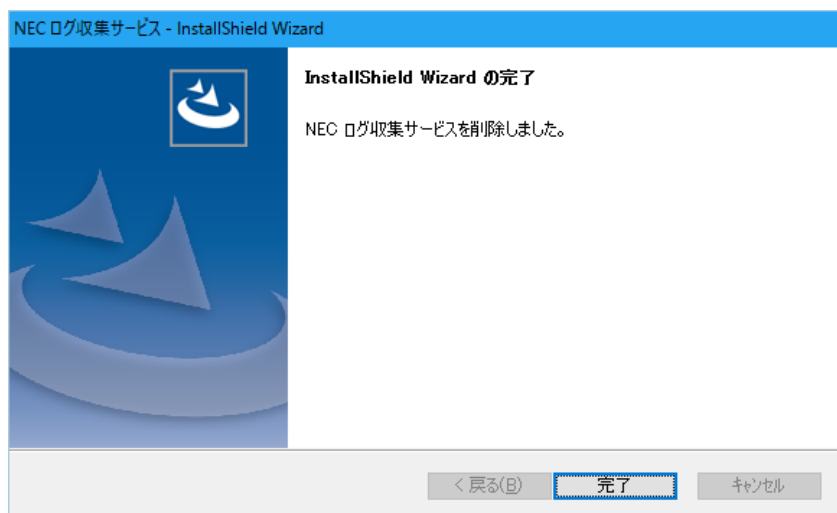 NEC ログ収集サービス - InstallShield Wizard
InstallShield Wizard の完了
NEC ログ収集サービスを削除しました。
< 戻る(B)
完了
キャンセル